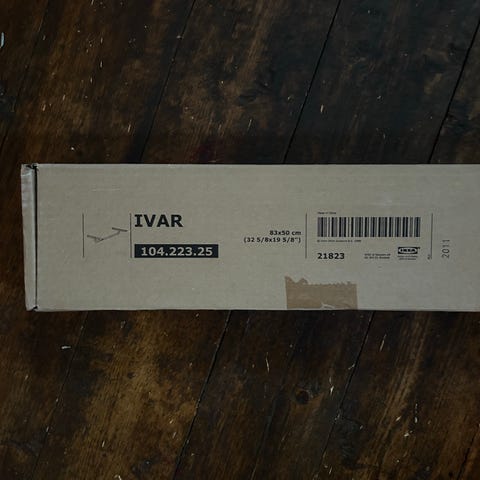 IVAR
104.223.25
83x50 cm
(32 5/8x19 5/8")
21823
IKEA
2011